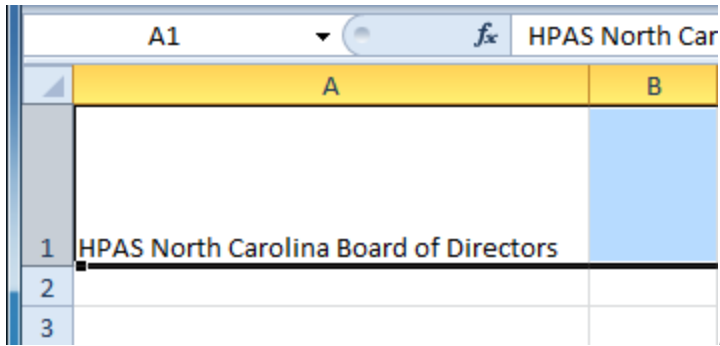 A1 fx HPAS North Car
A B
1 HPAS North Carolina Board of Directors
2
3